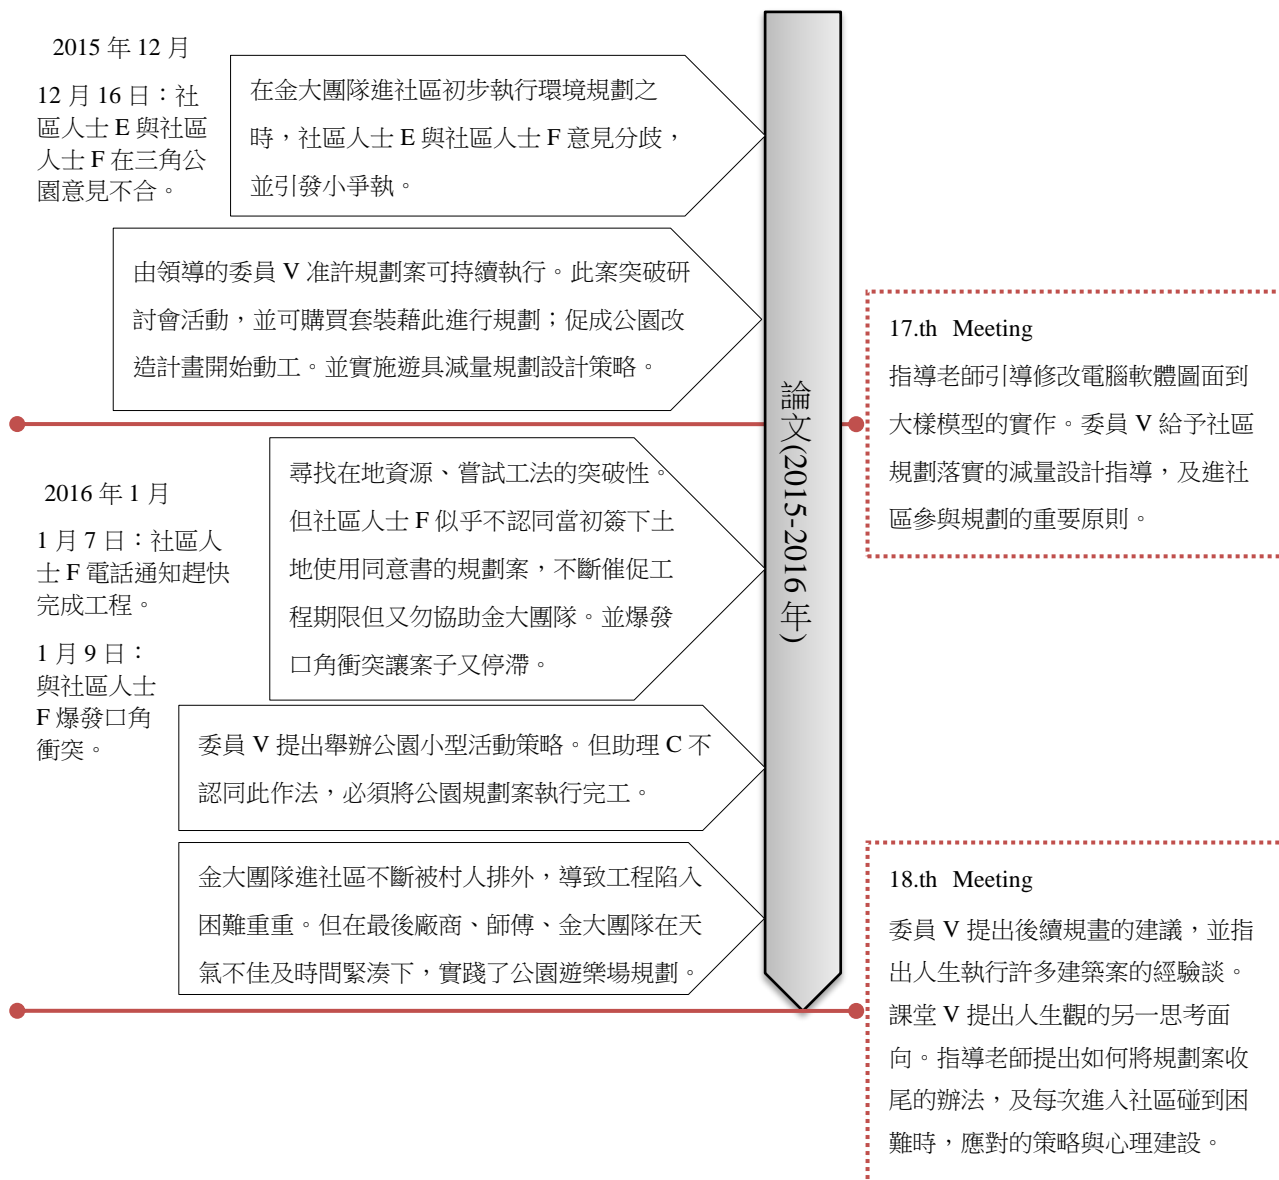 2015 年 12 月
12 月 16 日：社
區人士 E 與社區
人士 F 在三角公
園意見不合。
在金大團隊進社區初步執行環境規劃之
時，社區人士 E 與社區人士 F 意見分歧，
並引發小爭執。
由領導的委員 V 准許規劃案可持續執行。此案突破研
討會活動，並可購買套裝藉此進行規劃；促成公園改
造計畫開始動工。並實施遊具減量規劃設計策略。
論文(2015-2016 年)
17.th Meeting
指導老師引導修改電腦軟體圖面到
大樣模型的實作。委員 V 給予社區
規劃落實的減量設計指導，及進社
區參與規劃的重要原則。
2016 年 1 月
1 月 7 日：社區人
士 F 電話通知趕快
完成工程。
1 月 9 日：
與社區人士
F 爆發口角
衝突。
尋找在地資源、嘗試工法的突破性。
但社區人士 F 似乎不認同當初簽下土
地使用同意書的規劃案，不斷催促工
程期限但又勿協助金大團隊。並爆發
口角衝突讓案子又停滯。
委員 V 提出舉辦公園小型活動策略。但助理 C 不
認同此作法，必須將公園規劃案執行完工。
金大團隊進社區不斷被村人排外，導致工程陷入
困難重重。但在最後廠商、師傅、金大團隊在天
氣不佳及時間緊湊下，實踐了公園遊樂場規劃。
18.th Meeting
委員 V 提出後續規畫的建議，並指
出人生執行許多建築案的經驗談。
課堂 V 提出人生觀的另一思考面
向。指導老師提出如何將規劃案收
尾的辦法，及每次進入社區碰到困
難時，應對的策略與心理建設。